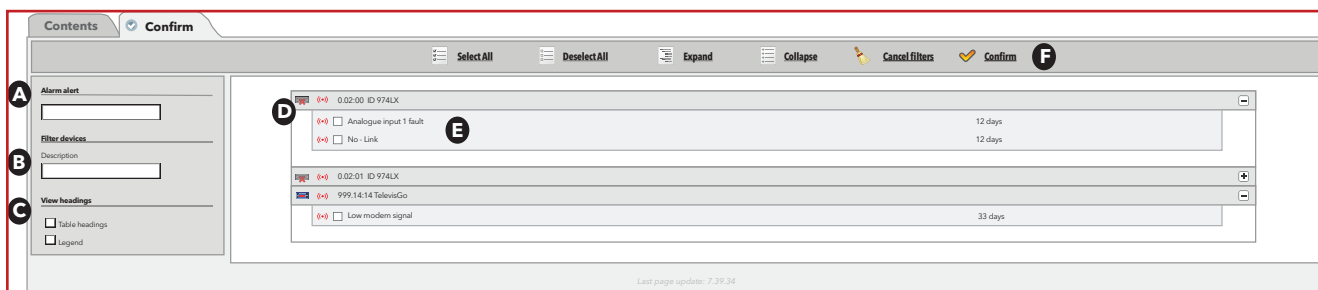 Contents Confirm
Select All Deselect All Expand Collapse Cancel filters Confirm F
A Alarm alert
Filter devices
B Description
C View headings
Table headings
Legend
D 0.02:00 ID 974LX
Analogue input 1 fault E 12 days
No - Link 12 days
0.02:01 ID 974LX
999.14:14 TelevisGo
Low modem signal 33 days
Last page update: 7.39.34